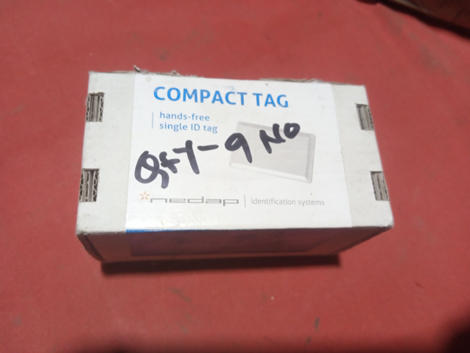 COMPACT TAG
hands-free
single ID tag
Qty-9 NO
nedap | identification systems